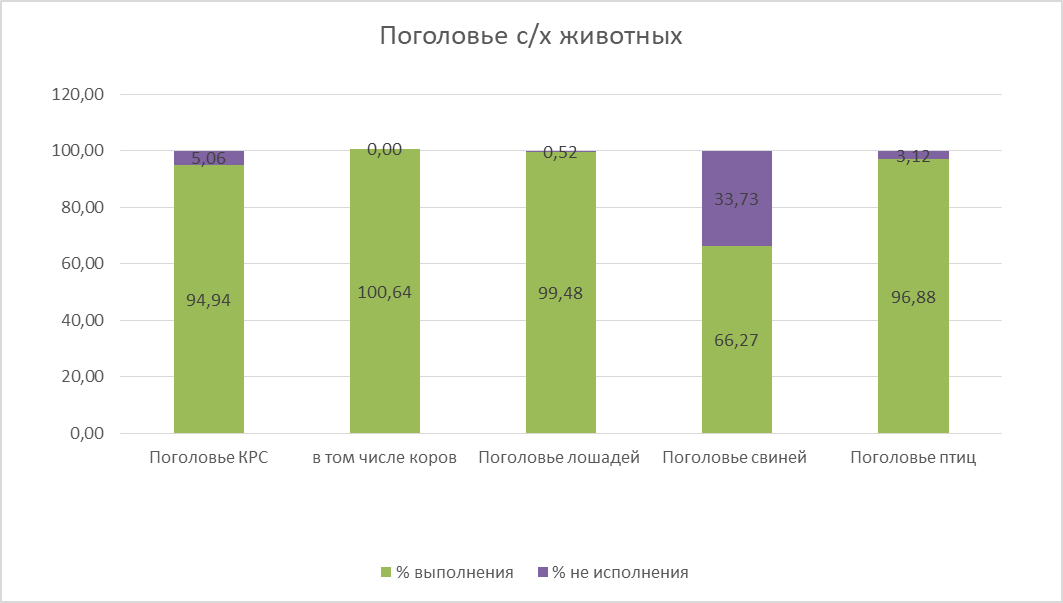 Поголовье с/х животных
120,00
100,00
80,00
60,00
40,00
20,00
0,00
5,06
0,00
0,52
33,73
3,12
94,94
100,64
99,48
66,27
96,88
Поголовье КРС
в том числе коров
Поголовье лошадей
Поголовье свиней
Поголовье птиц
% выполнения
% не исполнения